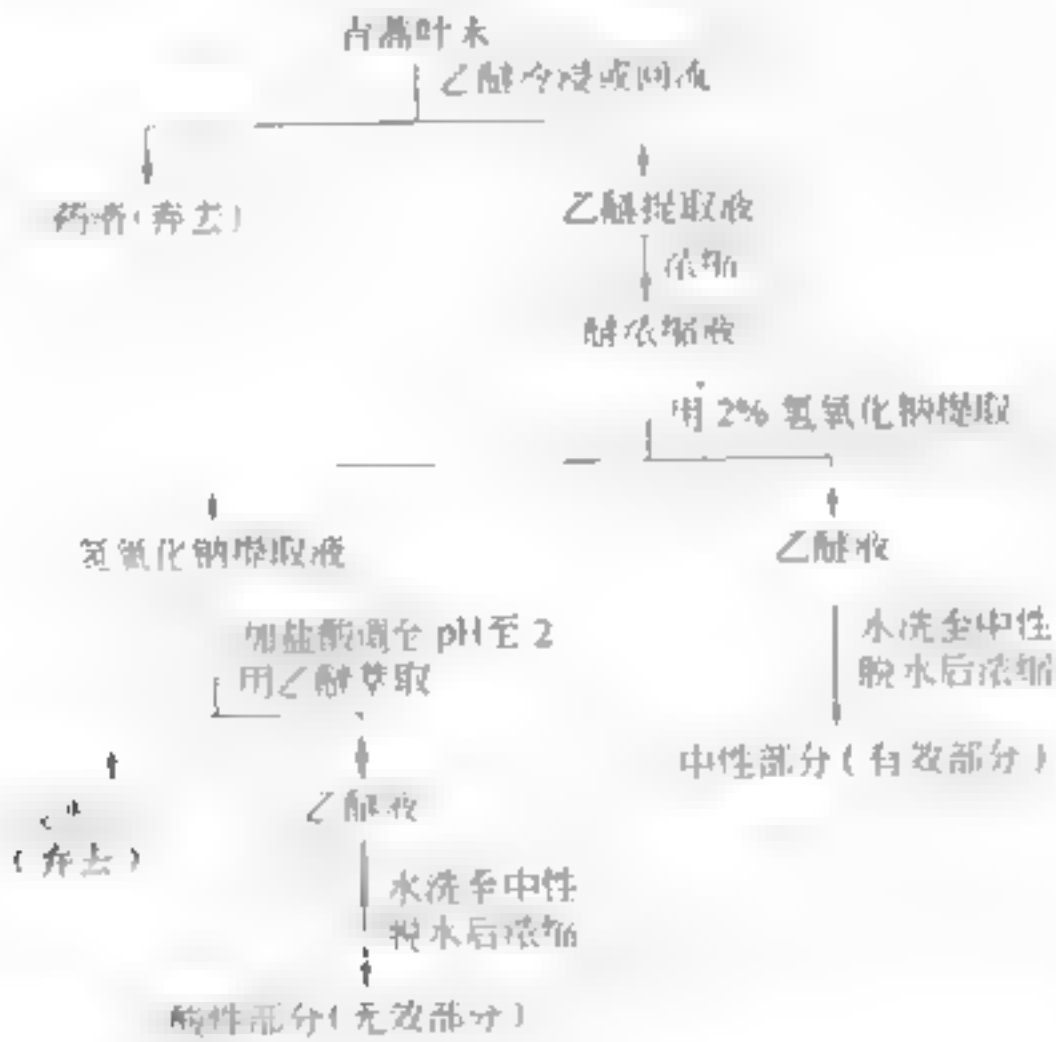 青蒿叶末
乙醚冷浸或回流
药渣(弃去)
乙醚提取液
浓缩
醚浓缩液
用 2% 氢氧化钠提取
氢氧化钠提取液
乙醚液
加盐酸调至 pH 至 2
用乙醚萃取
水洗至中性
脱水后浓缩
中性部分(有效部分)
乙醚液
(弃去)
水洗至中性
脱水后浓缩
酸性部分(无效部分)